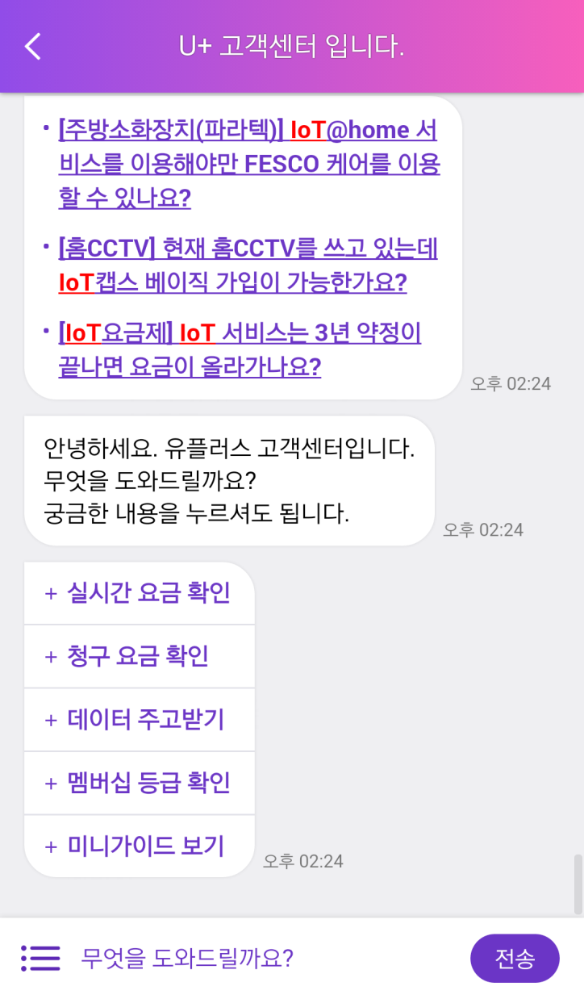 U+ 고객센터 입니다.
• [주방소화장치(파라텍)] IoT@home 서
비스를 이용해야만 FESCO 케어를 이용
할 수 있나요?
• [홈CCTV] 현재 홈CCTV를 쓰고 있는데
IoT캡스 베이직 가입이 가능한가요?
• [IoT요금제] IoT 서비스는 3년 약정이
끝나면 요금이 올라가나요?
오후 02:24
안녕하세요. 유플러스 고객센터입니다.
무엇을 도와드릴까요?
궁금한 내용을 누르셔도 됩니다.
오후 02:24
+ 실시간 요금 확인
+ 청구 요금 확인
+ 데이터 주고받기
+ 멤버십 등급 확인
+ 미니가이드 보기
오후 02:24
무엇을 도와드릴까요?
전송